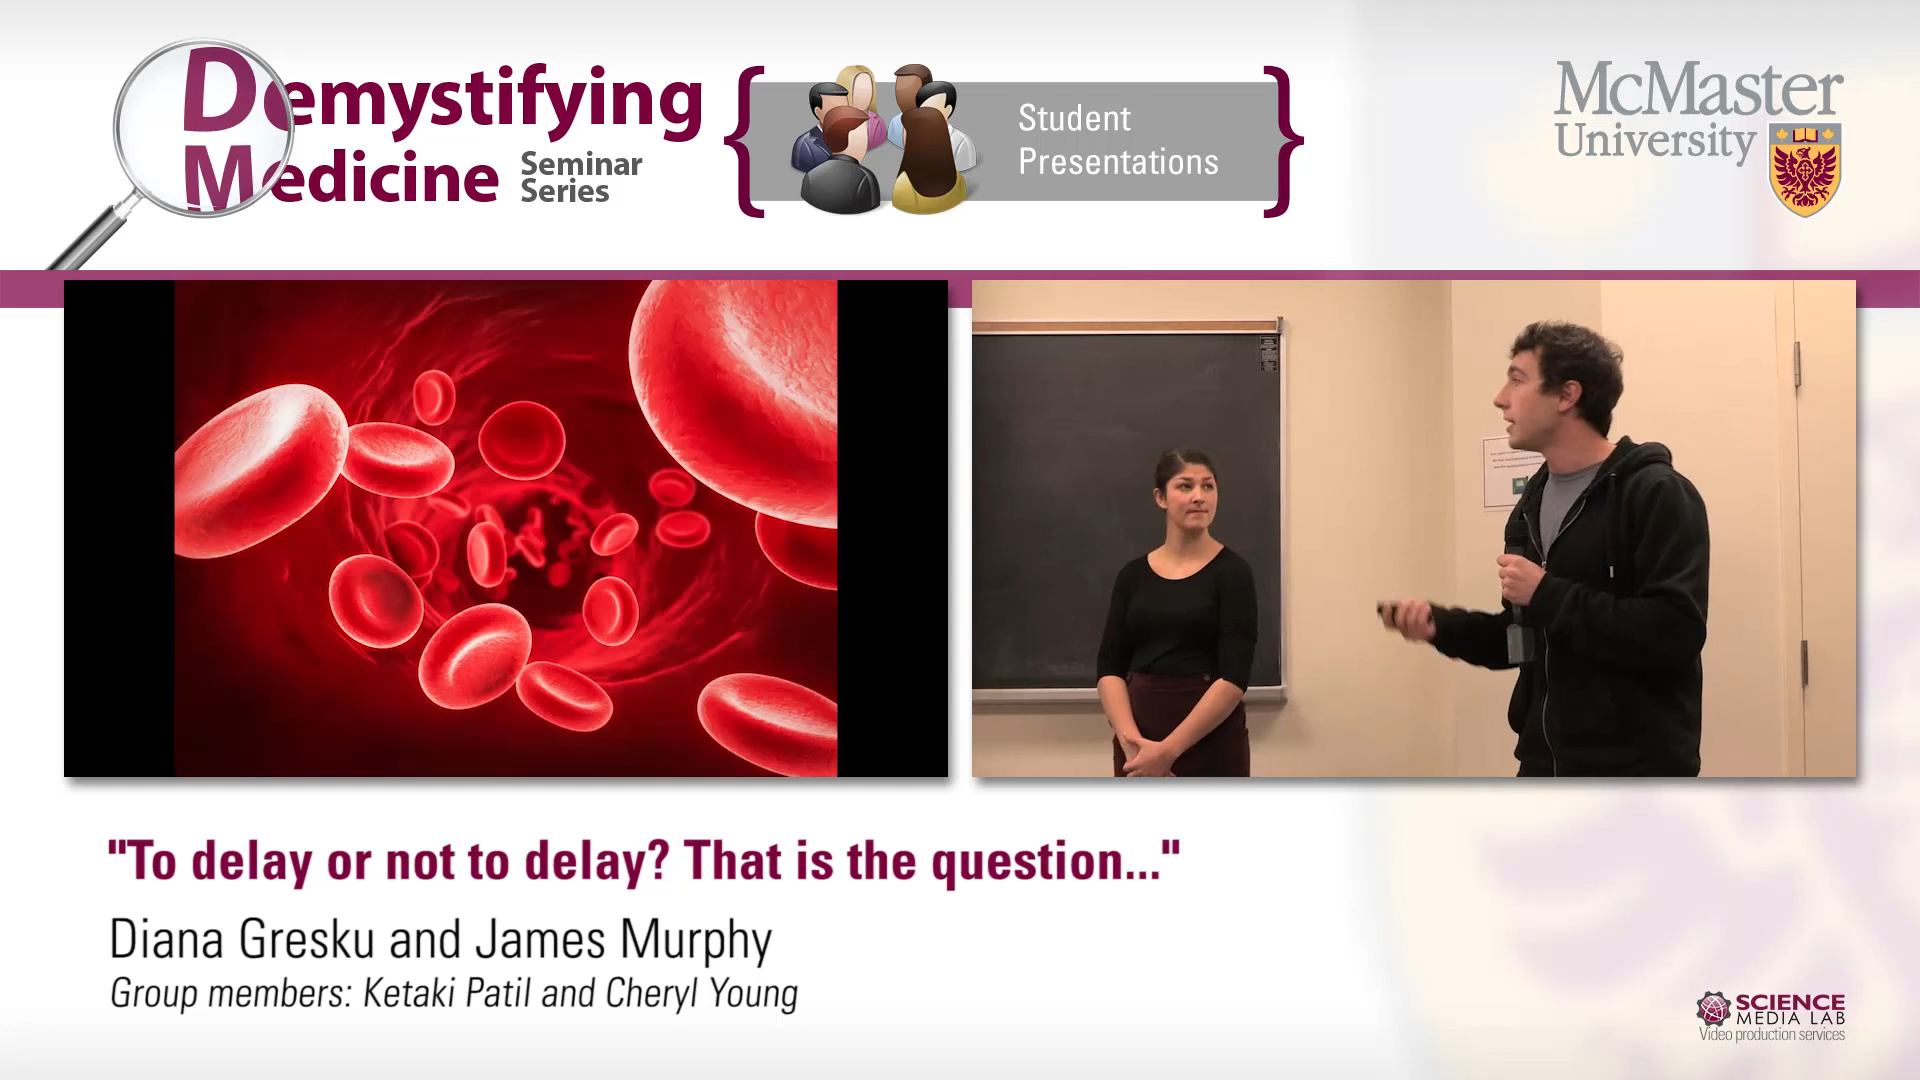 Demystifying
Medicine
Seminar
Series
Student
Presentations
McMaster
University
"To delay or not to delay? That is the question..."
Diana Gresku and James Murphy
Group members: Ketaki Patil and Cheryl Young
SCIENCE
MEDIA LAB
Video production services